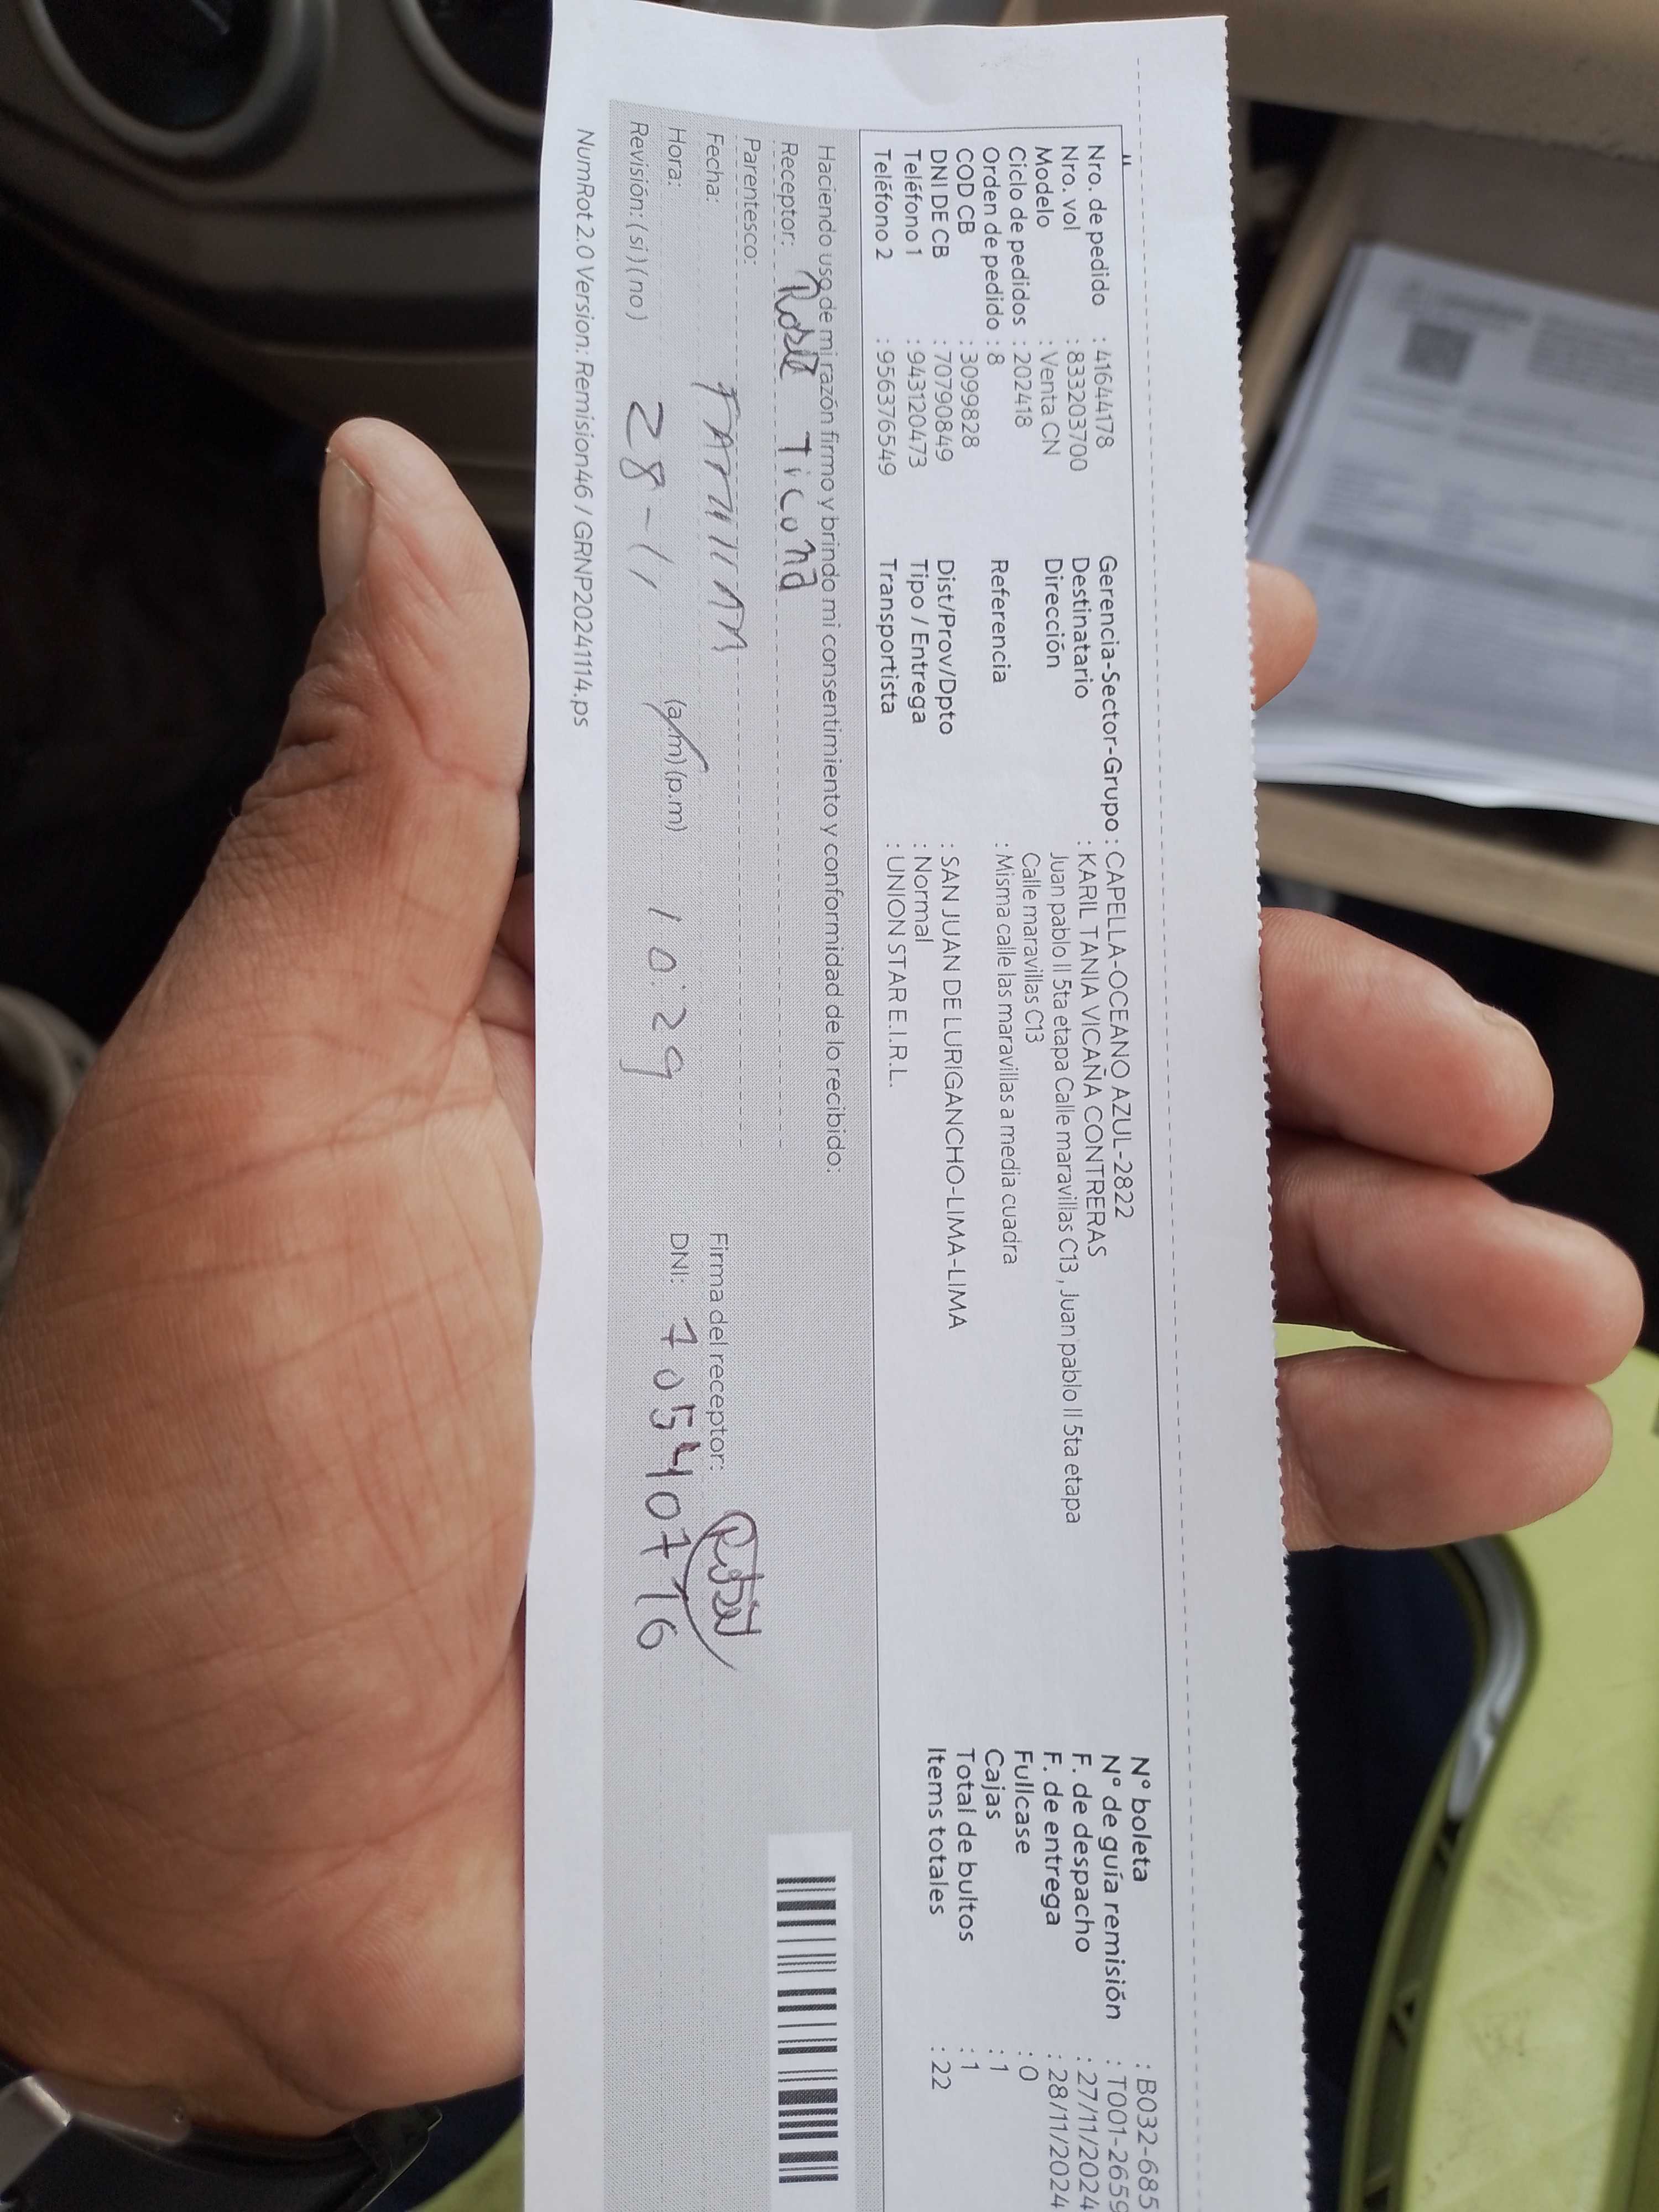 Nro. de pedido : 41644178
Nro. vol : 833203700
Modelo : Venta CN
Ciclo de pedidos : 202418
Orden de pedido : 8
COD CB : 3099828
DNI DE CB : 70790849
Teléfono 1 : 943120473
Teléfono 2 : 956376549
Gerencia-Sector-Grupo : CAPELLA-OCEANO AZUL-2822
Destinatario : KARIL TANIA VICAÑA CONTRERAS
Dirección Juan pablo II 5ta etapa Calle maravillas C13 , Juan pablo II 5ta etapa
Calle maravillas C13
Referencia : Misma calle las maravillas a media cuadra
Dist/Prov/Dpto : SAN JUAN DE LURIGANCHO-LIMA-LIMA
Tipo / Entrega : Normal
Transportista : UNION STAR E.I.R.L.
N° boleta : B032-685
N° de guía remisión : T001-2659
F. de despacho : 27/11/2024
F. de entrega : 28/11/2024
Fullcase : 0
Cajas : 1
Total de bultos : 1
Items totales : 22
Haciendo uso de mi razón firmo y brindo mi consentimiento y conformidad de lo recibido:
Receptor: Rosa Ticona
Parentesco:
Fecha: 28-11
Hora: (a.m) (p.m) 10:29
Revisión: (si) (no)
Firma del receptor:
DNI: 70540776
NumRot 2.0 Version: Remision46 / GRNP20241114.ps